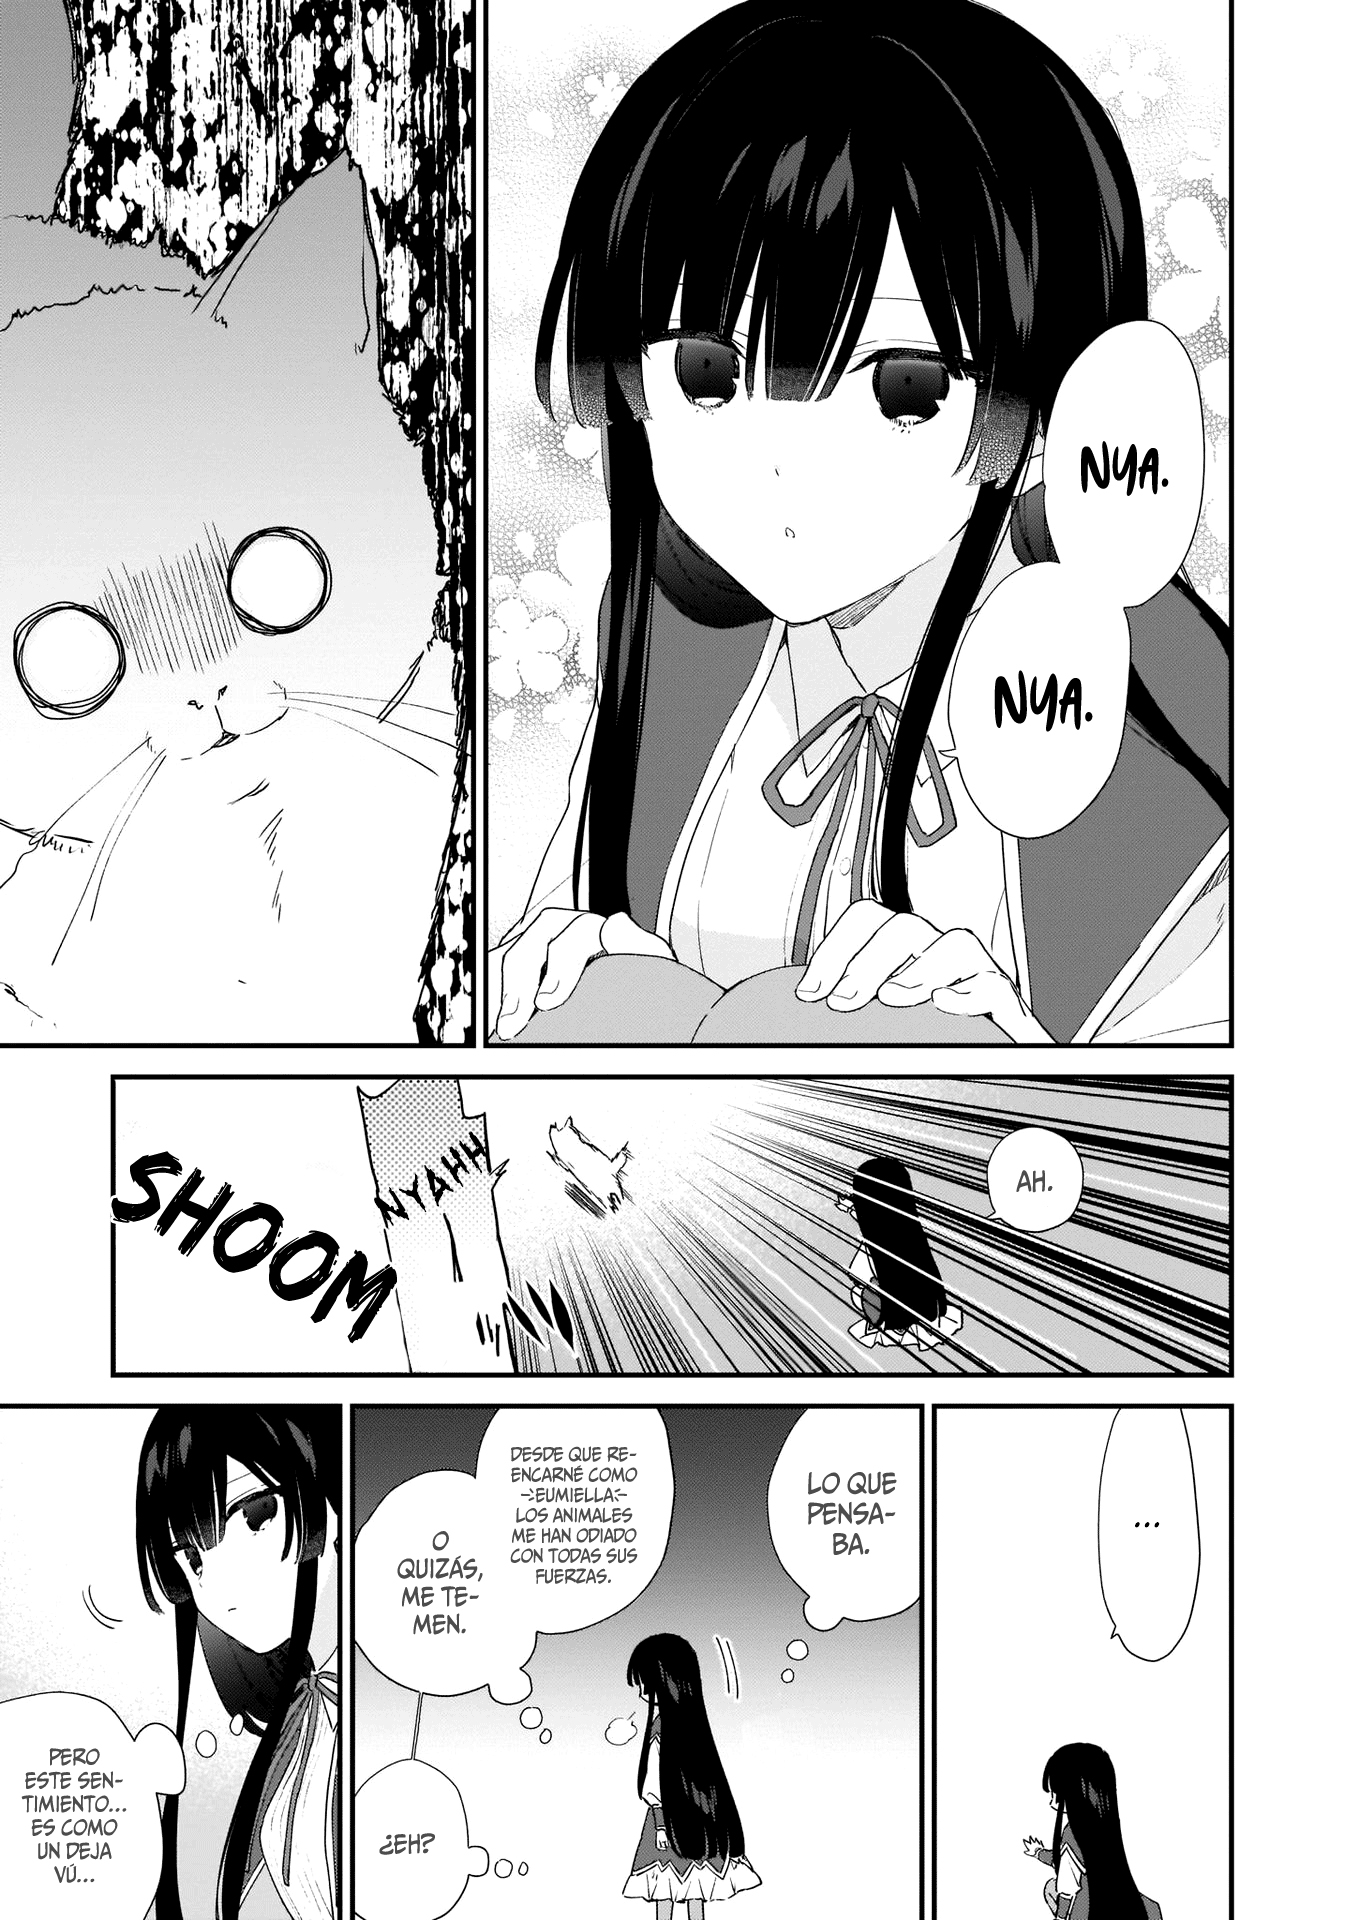 NYA.
NYA.
AH.
NYAHH
SHOOM
...
LO QUE
PENSA-
BA.
DESDE QUE RE-
ENCARNÉ COMO
EUMIELLA
LOS ANIMALES
ME HAN ODIADO
CON TODAS SUS
FUERZAS.
O
QUIZÁS,
ME TE-
MEN.
¿EH?
PERO
ESTE SEN-
TIMIENTO...
ES COMO
UN DEJA
VÚ...